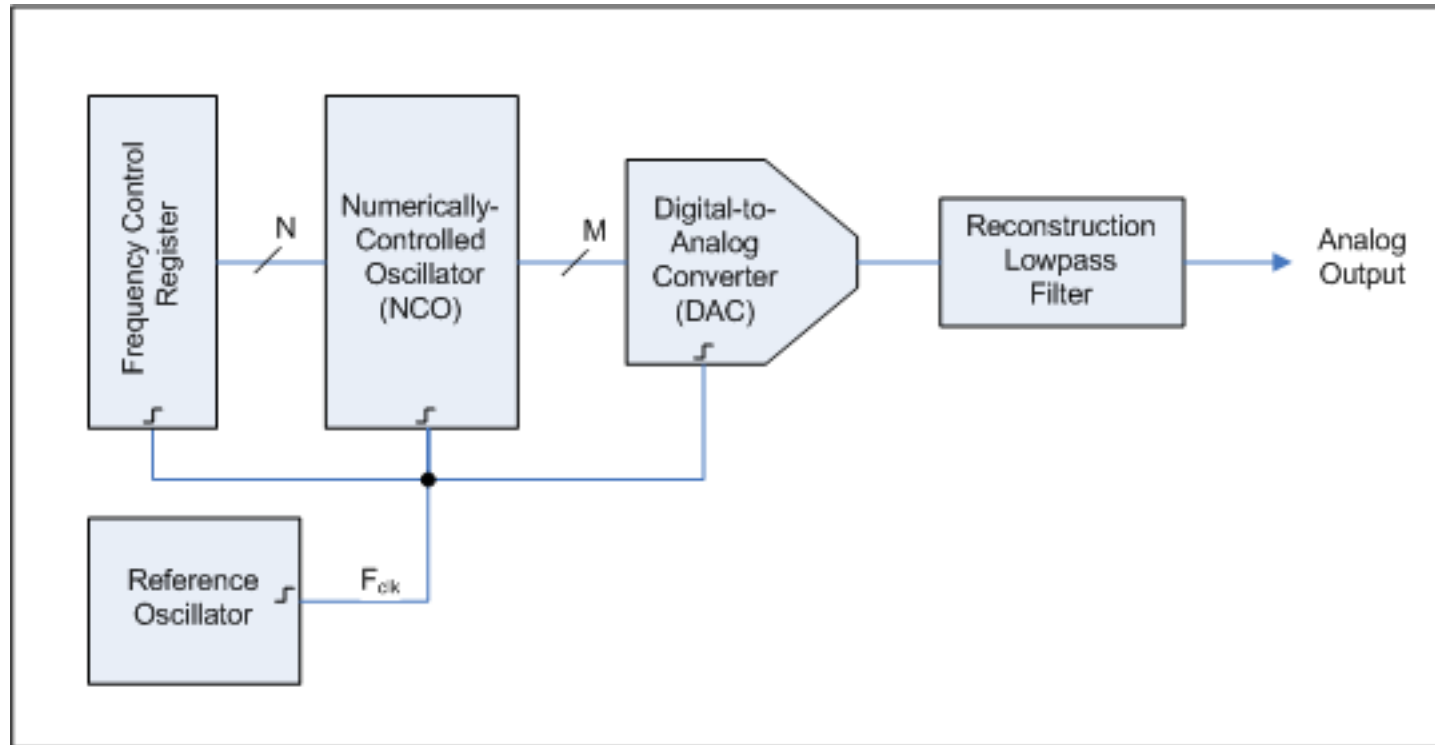 Frequency Control
Register
N
Numerically-
Controlled
Oscillator
(NCO)
M
Digital-to-
Analog
Converter
(DAC)
Reconstruction
Lowpass
Filter
Analog
Output
Reference
Oscillator
Fclk